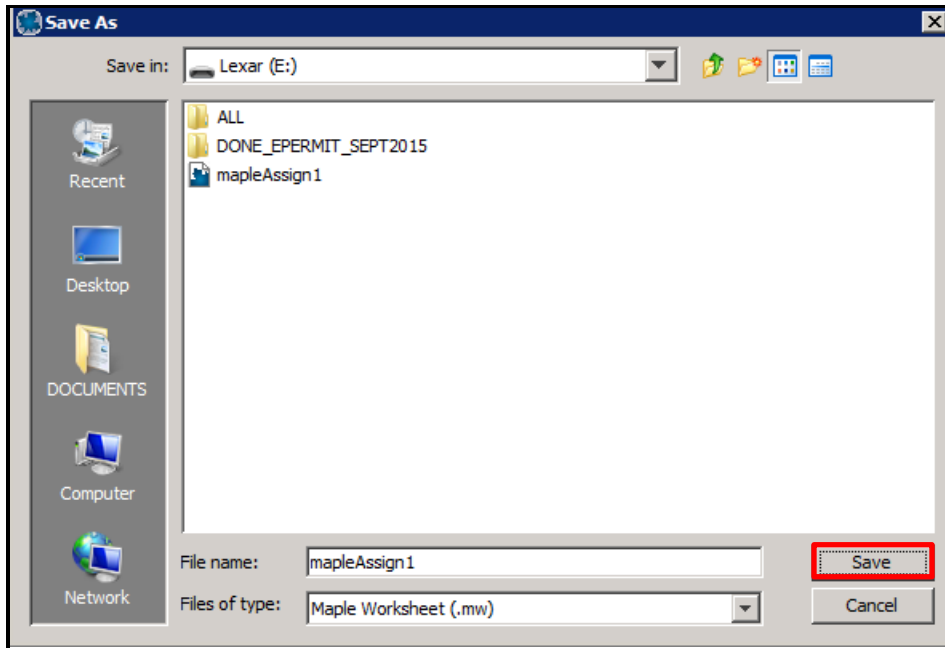 Save As
Save in:
Lexar (E:)
Recent
Desktop
DOCUMENTS
Computer
Network
ALL
DONE_EPERMIT_SEPT2015
mapleAssign1
File name:
mapleAssign1
Save
Files of type:
Maple Worksheet (.mw)
Cancel